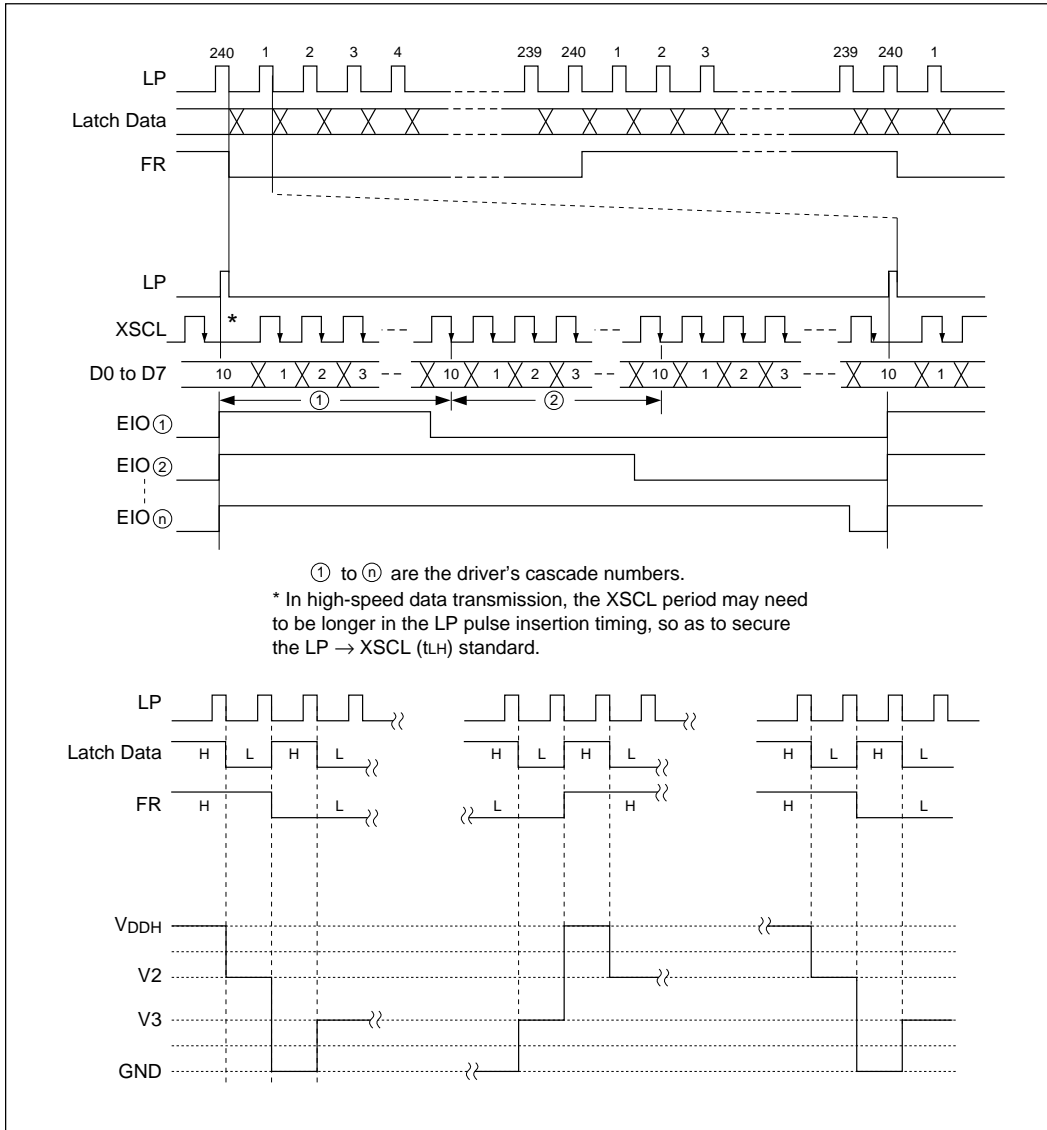 240 1 2 3 4 239 240 1 2 3 239 240 1
LP
Latch Data
FR
LP
XSCL *
D0 to D7 10 1 2 3 10 1 2 3 10 1 2 3 10 1
① ②
EIO①
EIO②
EIOⓝ
① to ⓝ are the driver's cascade numbers.
* In high-speed data transmission, the XSCL period may need
to be longer in the LP pulse insertion timing, so as to secure
the LP → XSCL (tLH) standard.
LP
Latch Data H L H L H L H L H L H L
FR H L L H H L
VDDH
V2
V3
GND